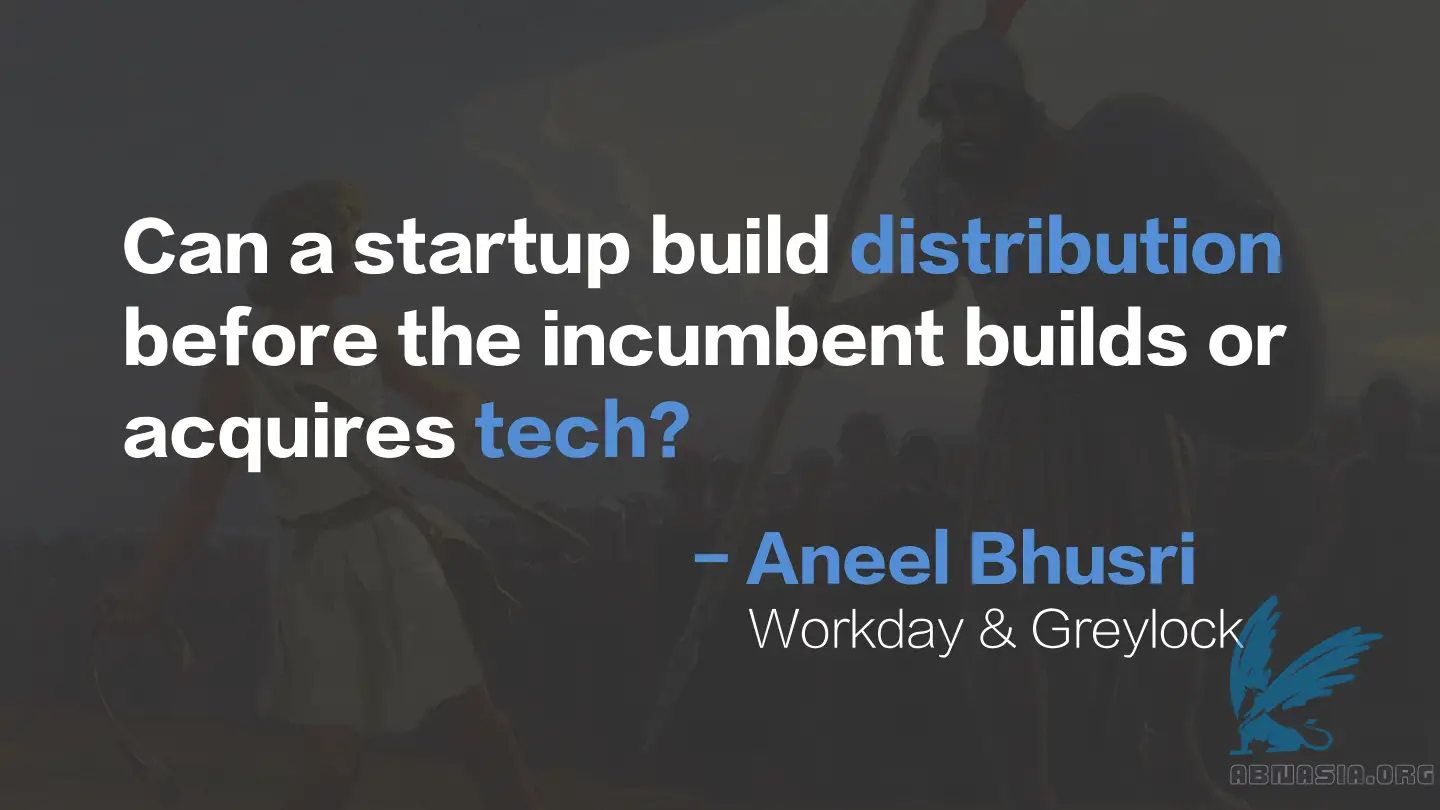 Can a startup build distribution
before the incumbent builds or
acquires tech?
– Aneel Bhusri
Workday & Greylock
ABNASIA.ORG